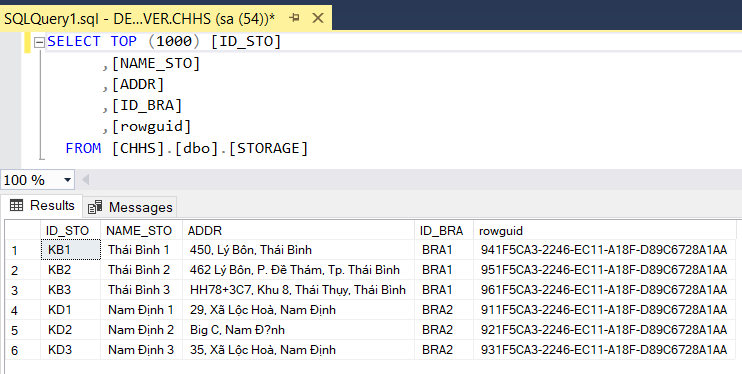 SQLQuery1.sql - DE...VER.CHHS (sa (54))*
SELECT TOP (1000) [ID_STO]
,[NAME_STO]
,[ADDR]
,[ID_BRA]
,[rowguid]
FROM [CHHS].[dbo].[STORAGE]
100 %
Results Messages
ID_STO NAME_STO ADDR ID_BRA rowguid
1 KB1 Thái Bình 1 450, Lý Bôn, Thái Bình BRA1 941F5CA3-2246-EC11-A18F-D89C6728A1AA
2 KB2 Thái Bình 2 462 Lý Bôn, P. Đề Thám, Tp. Thái Bình BRA1 951F5CA3-2246-EC11-A18F-D89C6728A1AA
3 KB3 Thái Bình 3 HH78+3C7, Khu 8, Thái Thụy, Thái Bình BRA1 961F5CA3-2246-EC11-A18F-D89C6728A1AA
4 KD1 Nam Định 1 29, Xã Lộc Hoà, Nam Định BRA2 911F5CA3-2246-EC11-A18F-D89C6728A1AA
5 KD2 Nam Định 2 Big C, Nam Đ?nh BRA2 921F5CA3-2246-EC11-A18F-D89C6728A1AA
6 KD3 Nam Định 3 35, Xã Lộc Hoà, Nam Định BRA2 931F5CA3-2246-EC11-A18F-D89C6728A1AA